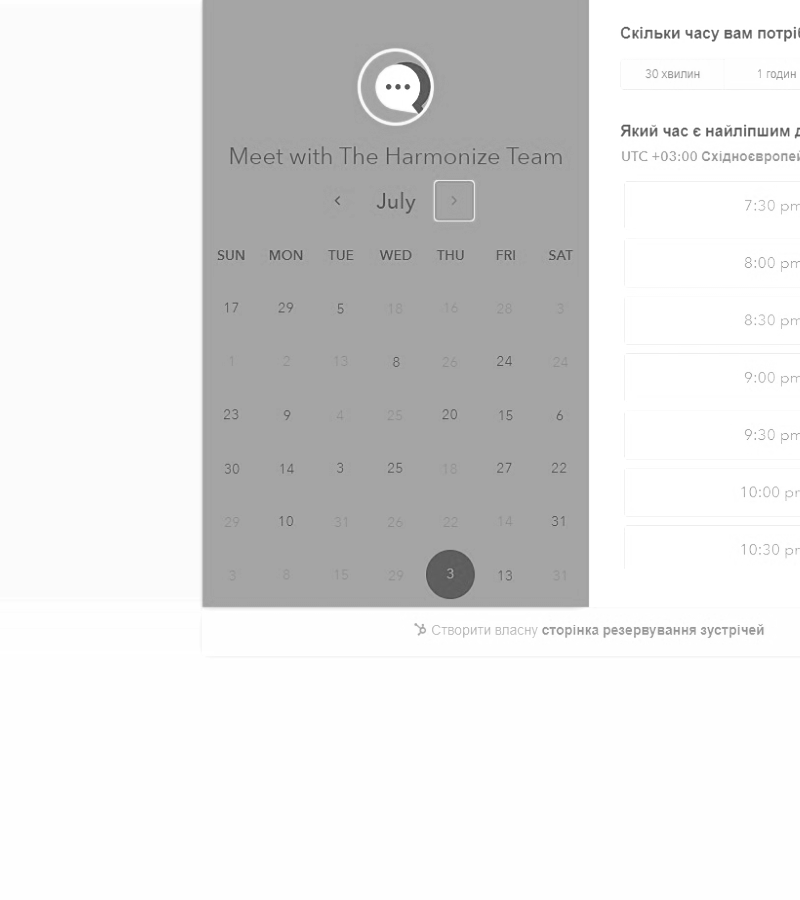 Meet with The Harmonize Team
July
SUN MON TUE WED THU FRI SAT
17 29 5 18 16 28 3
1 2 13 8 26 24 24
23 9 4 25 20 15 6
30 14 3 25 18 27 22
29 10 31 26 22 14 31
3 8 15 29 3 13 31
Скільки часу вам потріб
30 хвилин 1 годин
Який час є найліпшим д
UTC +03:00 Східноєвропей
7:30 pm
8:00 pm
8:30 pm
9:00 pm
9:30 pm
10:00 pm
10:30 pm
Створити власну сторінка резервування зустрічей